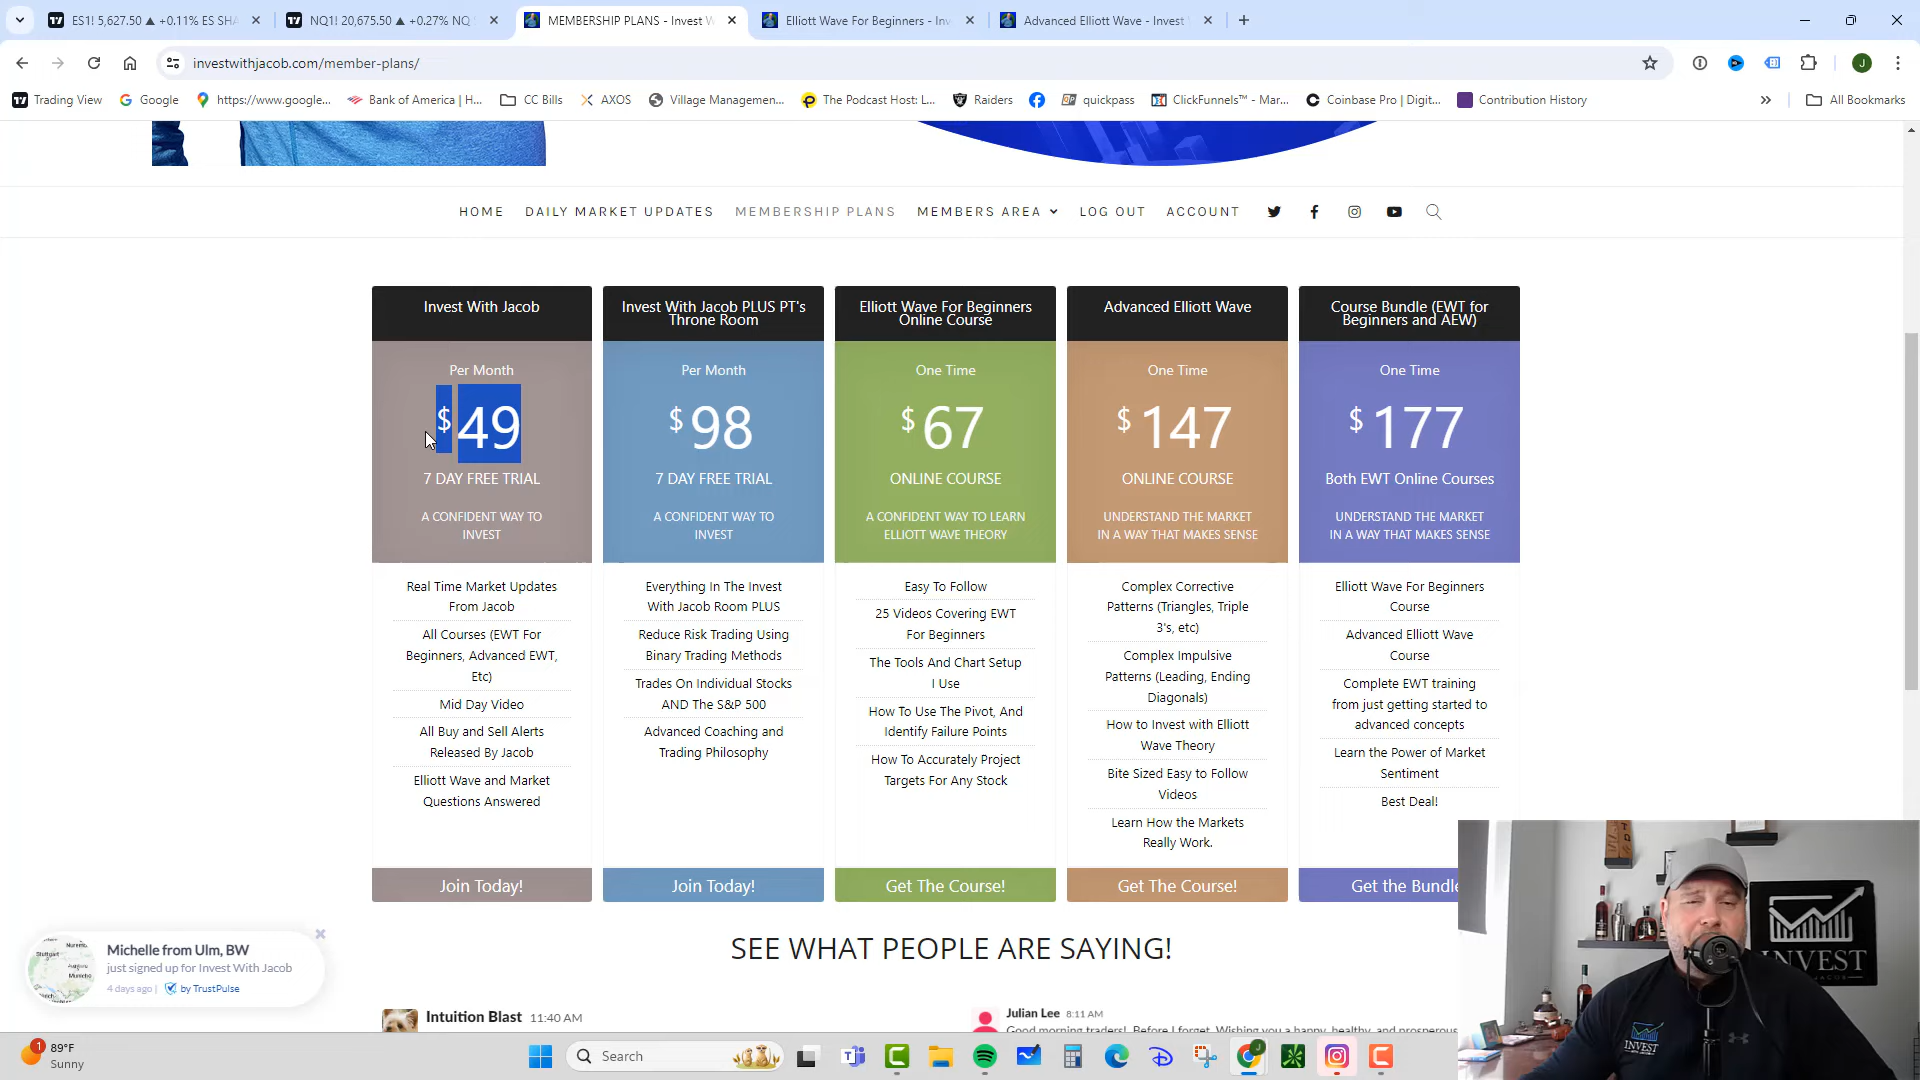 ES1! 5,627.50 ▲ +0.11% ES SHA
NQ1! 20,675.50 ▲ +0.27% NQ
MEMBERSHIP PLANS - Invest W
Elliott Wave For Beginners - Inv
Advanced Elliott Wave - Invest
investwithjacob.com/member-plans/
J
Trading View
Google
https://www.google...
Bank of America | H...
CC Bills
AXOS
Village Managemen...
The Podcast Host: L...
Raiders
quickpass
ClickFunnels™ - Mar...
Coinbase Pro | Digit...
Contribution History
All Bookmarks
HOME
DAILY MARKET UPDATES
MEMBERSHIP PLANS
MEMBERS AREA
LOG OUT
ACCOUNT
Invest With Jacob
Per Month
$49
7 DAY FREE TRIAL
A CONFIDENT WAY TO
INVEST
Real Time Market Updates
From Jacob
All Courses (EWT For
Beginners, Advanced EWT,
Etc)
Mid Day Video
All Buy and Sell Alerts
Released By Jacob
Elliott Wave and Market
Questions Answered
Join Today!
Invest With Jacob PLUS PT's
Throne Room
Per Month
$98
7 DAY FREE TRIAL
A CONFIDENT WAY TO
INVEST
Everything In The Invest
With Jacob Room PLUS
Reduce Risk Trading Using
Binary Trading Methods
Trades On Individual Stocks
AND The S&P 500
Advanced Coaching and
Trading Philosophy
Join Today!
Elliott Wave For Beginners
Online Course
One Time
$67
ONLINE COURSE
A CONFIDENT WAY TO LEARN
ELLIOTT WAVE THEORY
Easy To Follow
25 Videos Covering EWT
For Beginners
The Tools And Chart Setup
I Use
How To Use The Pivot, And
Identify Failure Points
How To Accurately Project
Targets For Any Stock
Get The Course!
Advanced Elliott Wave
One Time
$147
ONLINE COURSE
UNDERSTAND THE MARKET
IN A WAY THAT MAKES SENSE
Complex Corrective
Patterns (Triangles, Triple
3's, etc)
Complex Impulsive
Patterns (Leading, Ending
Diagonals)
How to Invest with Elliott
Wave Theory
Bite Sized Easy to Follow
Videos
Learn How the Markets
Really Work.
Get The Course!
Course Bundle (EWT for
Beginners and AEW)
One Time
$177
Both EWT Online Courses
UNDERSTAND THE MARKET
IN A WAY THAT MAKES SENSE
Elliott Wave For Beginners
Course
Advanced Elliott Wave
Course
Complete EWT training
from just getting started to
advanced concepts
Learn the Power of Market
Sentiment
Best Deal!
Get the Bundle
SEE WHAT PEOPLE ARE SAYING!
Michelle from Ulm, BW
just signed up for Invest With Jacob
4 days ago | by TrustPulse
Intuition Blast 11:40 AM
Julian Lee 8:11 AM
Good morning traders! Before I forget, Wishing you a happy, healthy, and prosperous
INVEST
INVEST
1
89°F
Sunny
Search